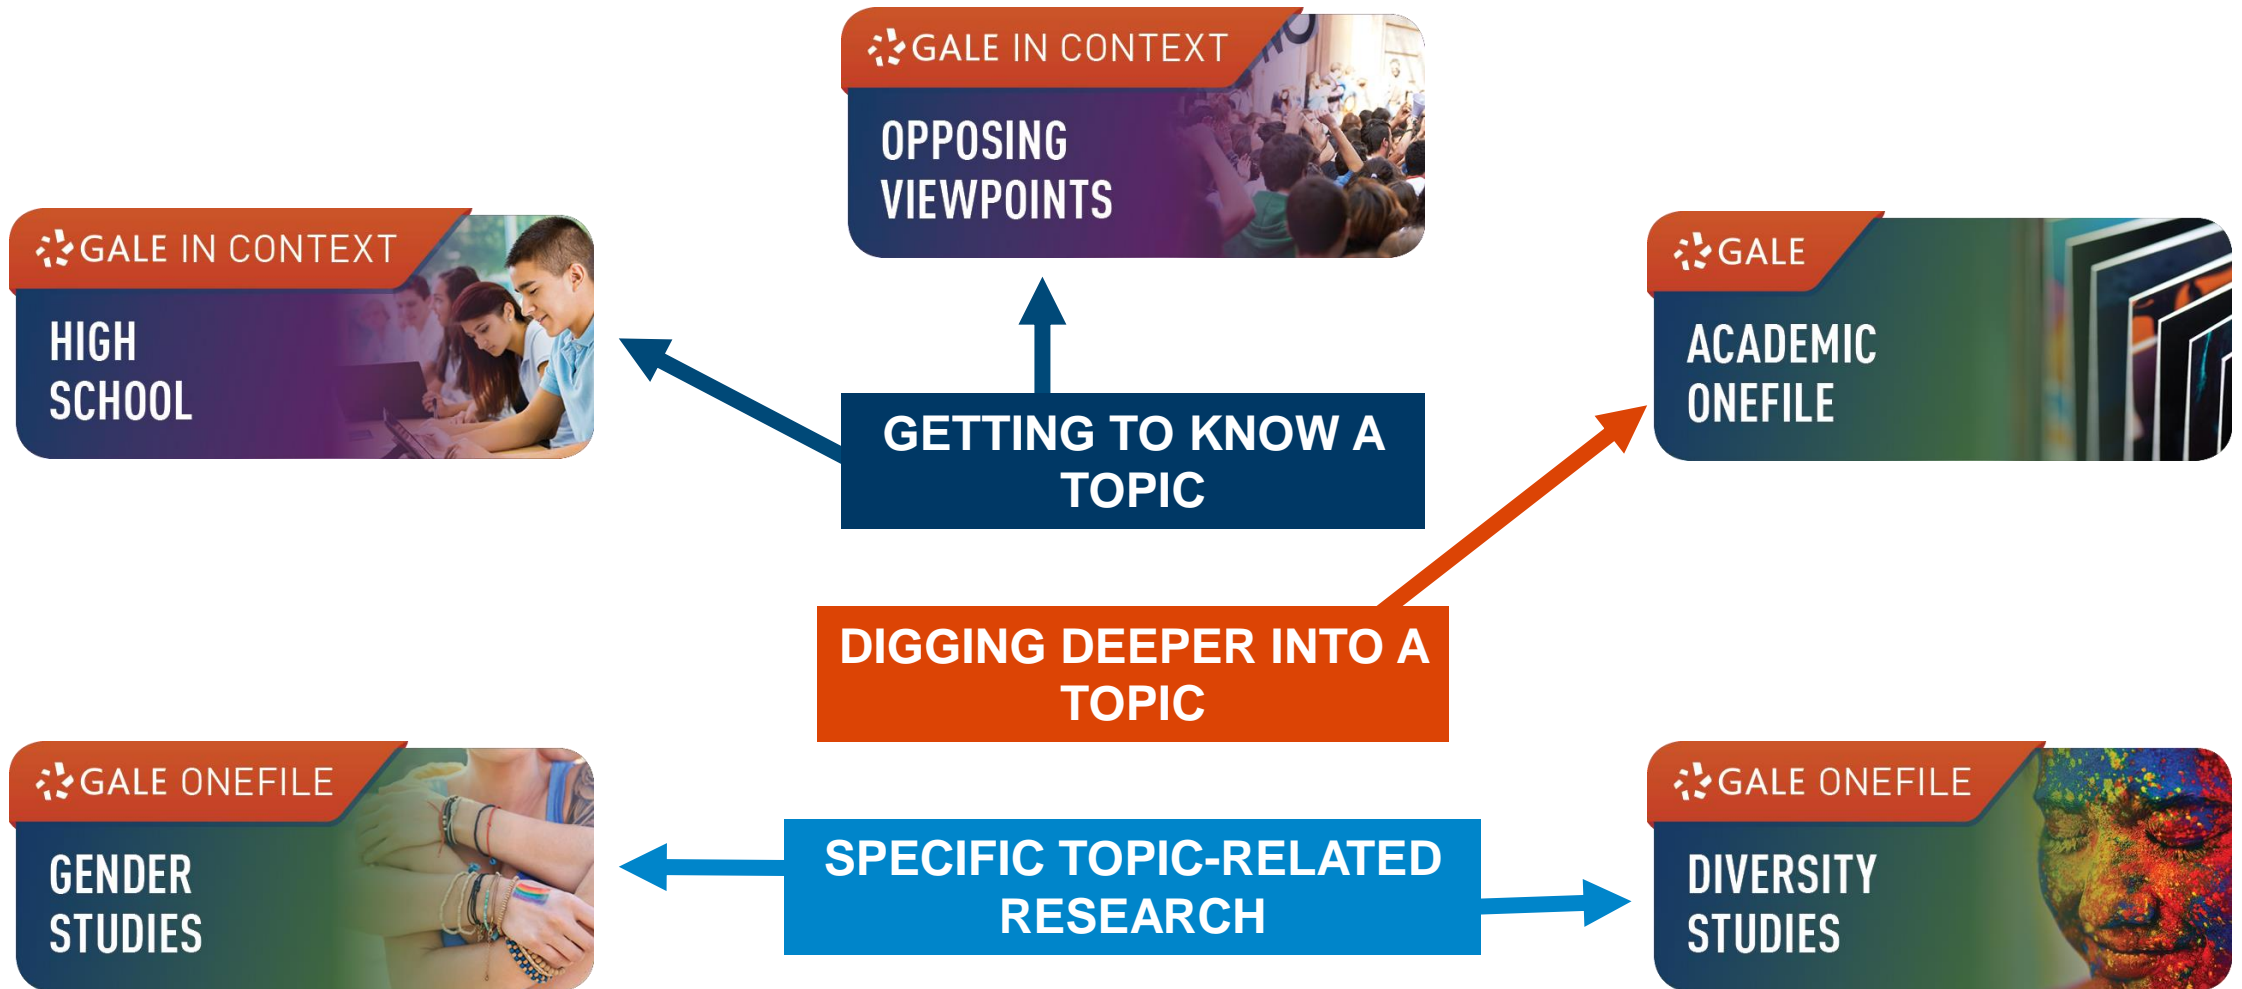 GALE IN CONTEXT
OPPOSING
VIEWPOINTS
GALE IN CONTEXT
HIGH
SCHOOL
GALE
ACADEMIC
ONEFILE
GETTING TO KNOW A
TOPIC
DIGGING DEEPER INTO A
TOPIC
GALE ONEFILE
GENDER
STUDIES
SPECIFIC TOPIC-RELATED
RESEARCH
GALE ONEFILE
DIVERSITY
STUDIES